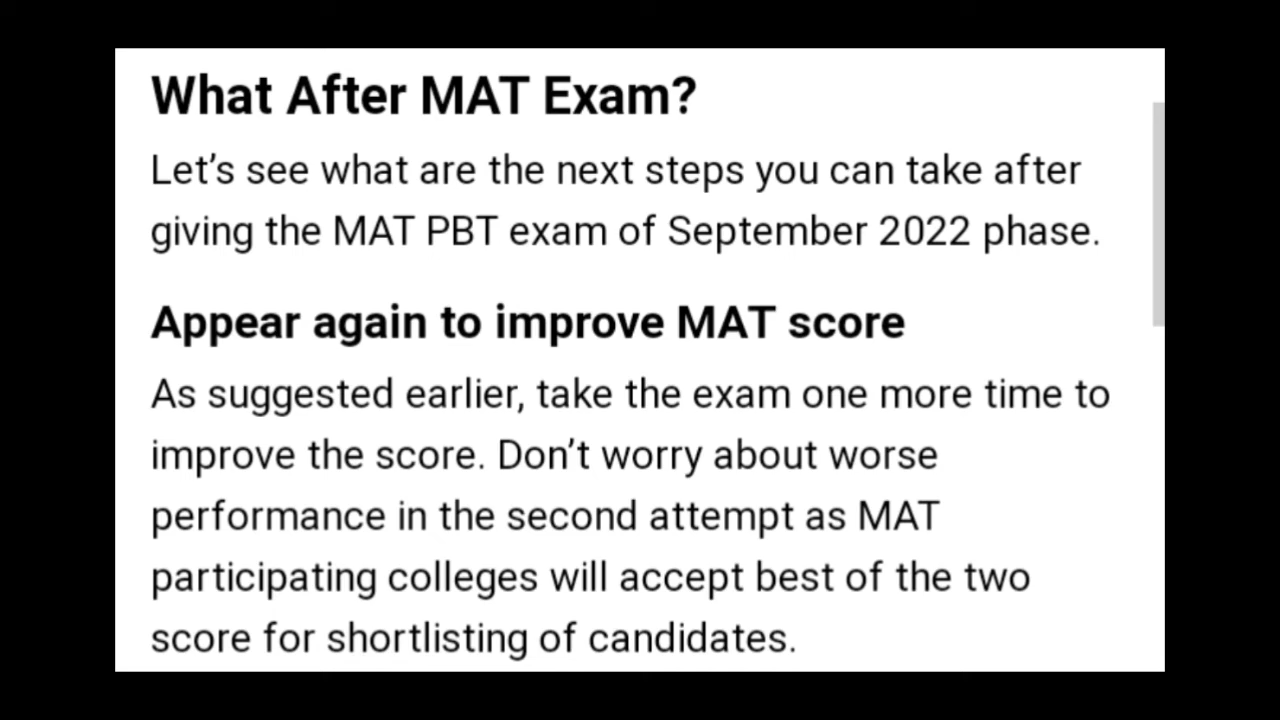 What After MAT Exam?
Let’s see what are the next steps you can take after
giving the MAT PBT exam of September 2022 phase.
Appear again to improve MAT score
As suggested earlier, take the exam one more time to
improve the score. Don’t worry about worse
performance in the second attempt as MAT
participating colleges will accept best of the two
score for shortlisting of candidates.